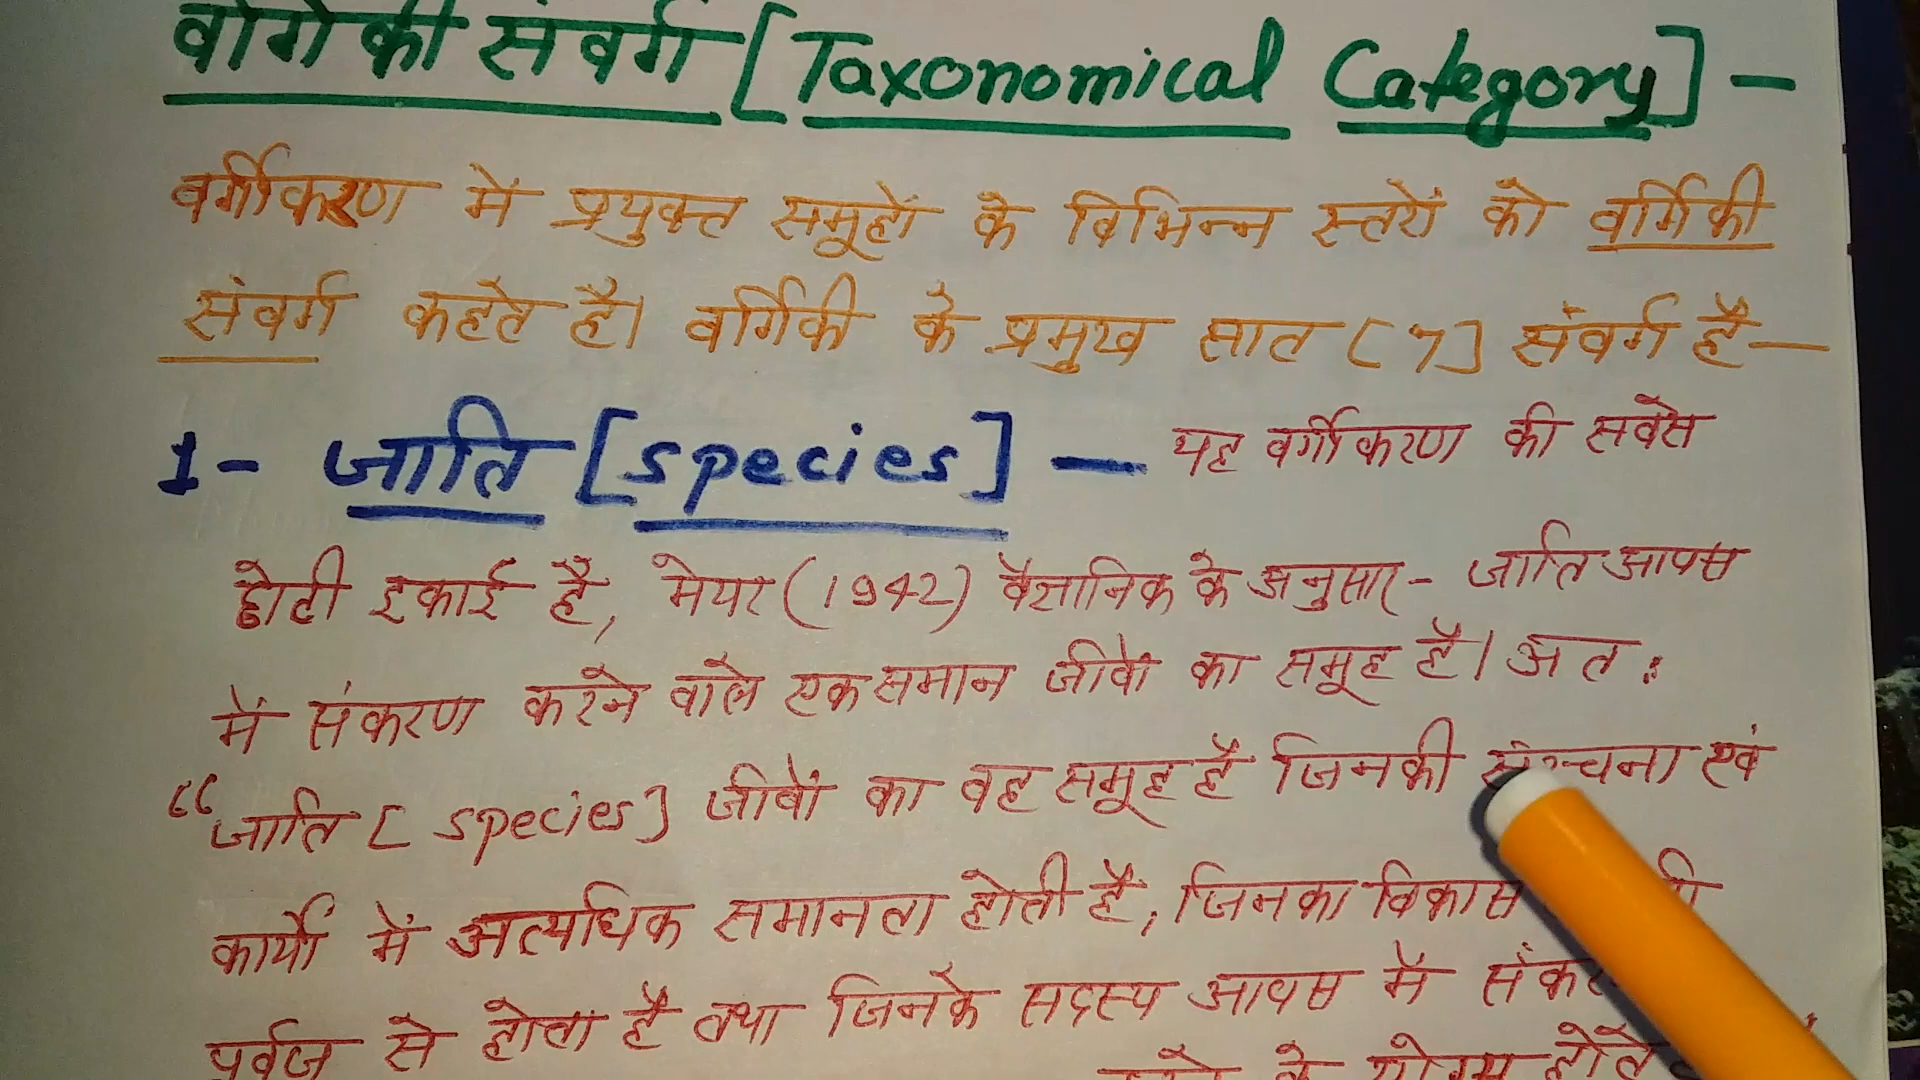 वर्गिकी संवर्ग [Taxonomical Category] -
वर्गीकरण में प्रयुक्त समूहों के विभिन्न स्तरों को वर्गिकी
संवर्ग कहते है। वर्गिकी के प्रमुख सात [7] संवर्ग है-
1- जाति [species] - यह वर्गीकरण की सबसे
छोटी इकाई है, मेयर (1942) वैज्ञानिक के अनुसार- जाति आपस
में संकरण करने वाले एकसमान जीवों का समूह है। अत:
"जाति [species] जीवों का वह समूह है जिनकी संरचना एवं
कार्यों में अत्यधिक समानता होती है, जिनका विकास
पूर्वज से होता है तथा जिनके सदस्य आपस में
के योग्य होते